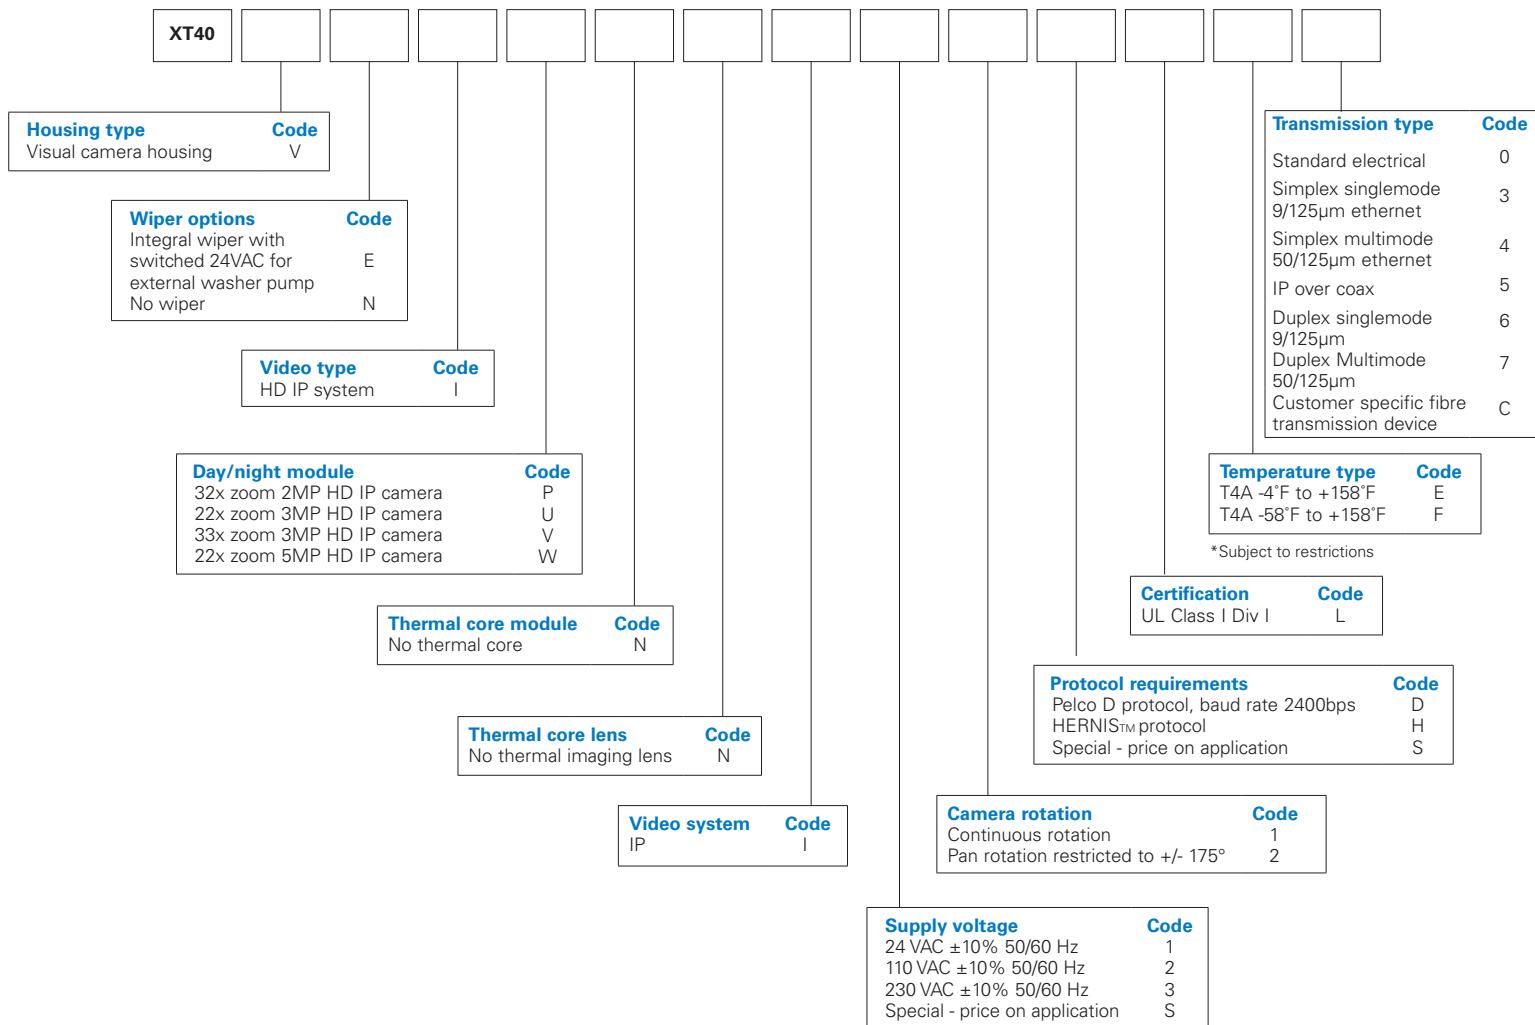 XT40
Housing type Code
Visual camera housing V
Wiper options Code
Integral wiper with
switched 24VAC for E
external washer pump
No wiper N
Video type Code
HD IP system I
Day/night module Code
32x zoom 2MP HD IP camera P
22x zoom 3MP HD IP camera U
33x zoom 3MP HD IP camera V
22x zoom 5MP HD IP camera W
Thermal core module Code
No thermal core N
Thermal core lens Code
No thermal imaging lens N
Video system Code
IP I
Supply voltage Code
24 VAC ±10% 50/60 Hz 1
110 VAC ±10% 50/60 Hz 2
230 VAC ±10% 50/60 Hz 3
Special - price on application S
Camera rotation Code
Continuous rotation 1
Pan rotation restricted to +/- 175° 2
Protocol requirements Code
Pelco D protocol, baud rate 2400bps D
HERNIS™ protocol H
Special - price on application S
Certification Code
UL Class I Div I L
Temperature type Code
T4A -4˚F to +158˚F E
T4A -58˚F to +158˚F F
*Subject to restrictions
Transmission type Code
Standard electrical 0
Simplex singlemode
9/125µm ethernet 3
Simplex multimode
50/125µm ethernet 4
IP over coax 5
Duplex singlemode 6
9/125µm
Duplex Multimode 7
50/125µm
Customer specific fibre C
transmission device